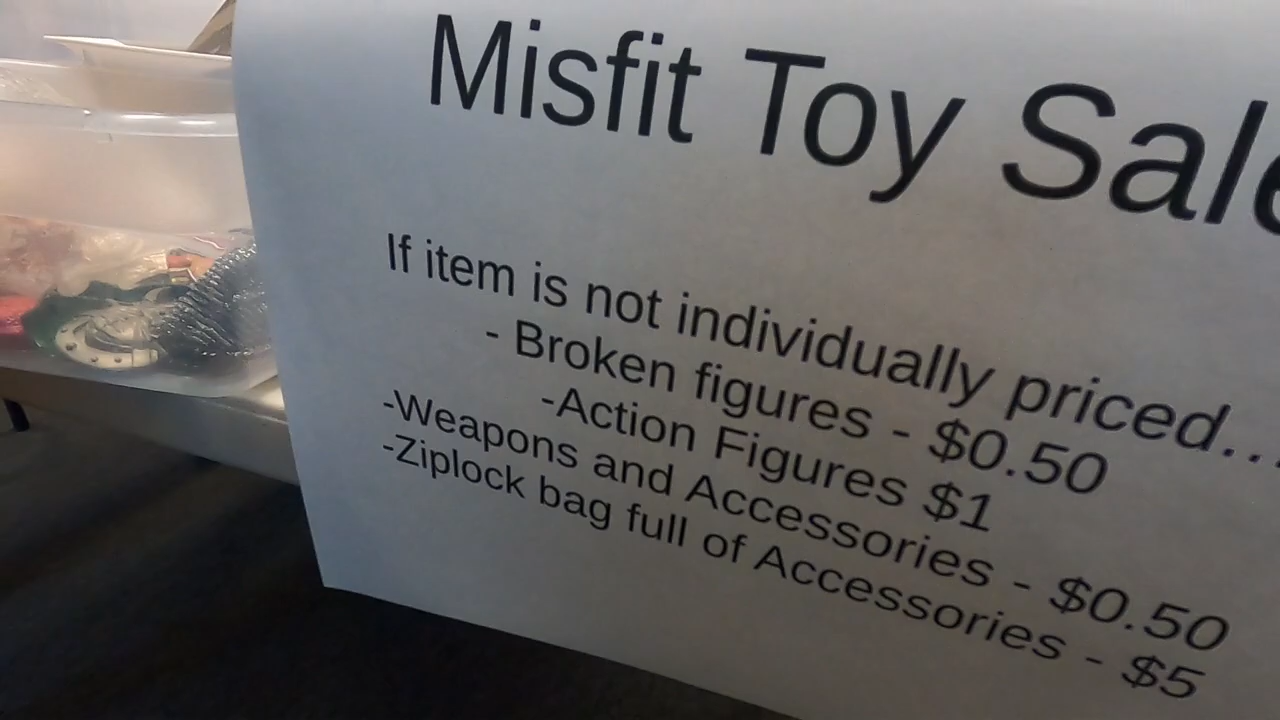 Misfit Toy Sale
If item is not individually priced...
- Broken figures - $0.50
-Action Figures $1
-Weapons and Accessories - $0.50
-Ziplock bag full of Accessories - $5